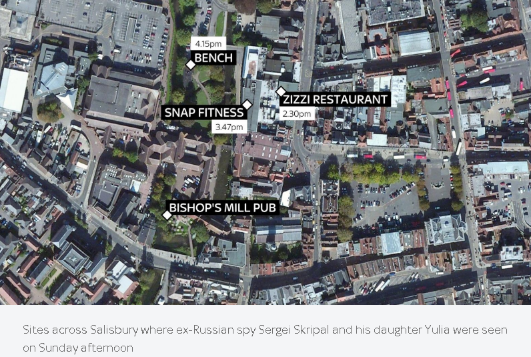 4.15pm
BENCH
ZIZZI RESTAURANT
SNAP FITNESS
2.30pm
3.47pm
BISHOP'S MILL PUB
Sites across Salisbury where ex-Russian spy Sergei Skripal and his daughter Yulia were seen
on Sunday afternoon